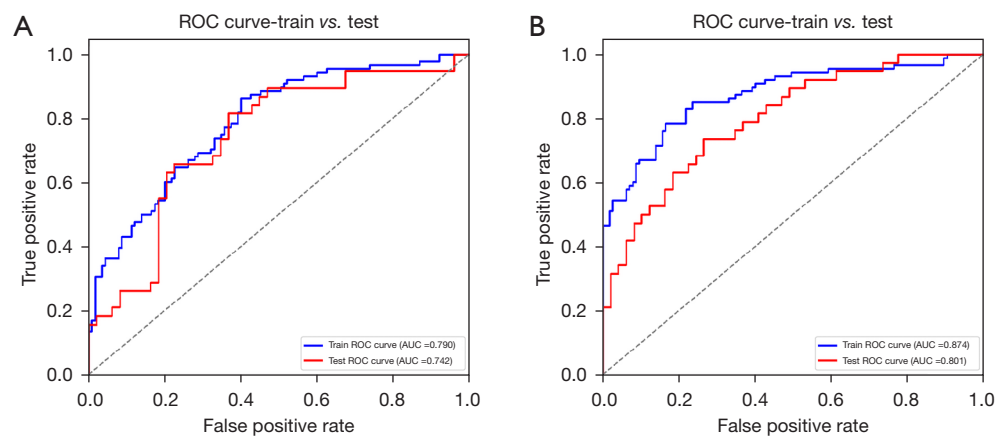 A
ROC curve-train vs. test
True positive rate
1.0
0.8
0.6
0.4
0.2
0.0
Train ROC curve (AUC =0.790)
Test ROC curve (AUC =0.742)
0.0 0.2 0.4 0.6 0.8 1.0
False positive rate
B
ROC curve-train vs. test
True positive rate
1.0
0.8
0.6
0.4
0.2
0.0
Train ROC curve (AUC =0.874)
Test ROC curve (AUC =0.801)
0.0 0.2 0.4 0.6 0.8 1.0
False positive rate